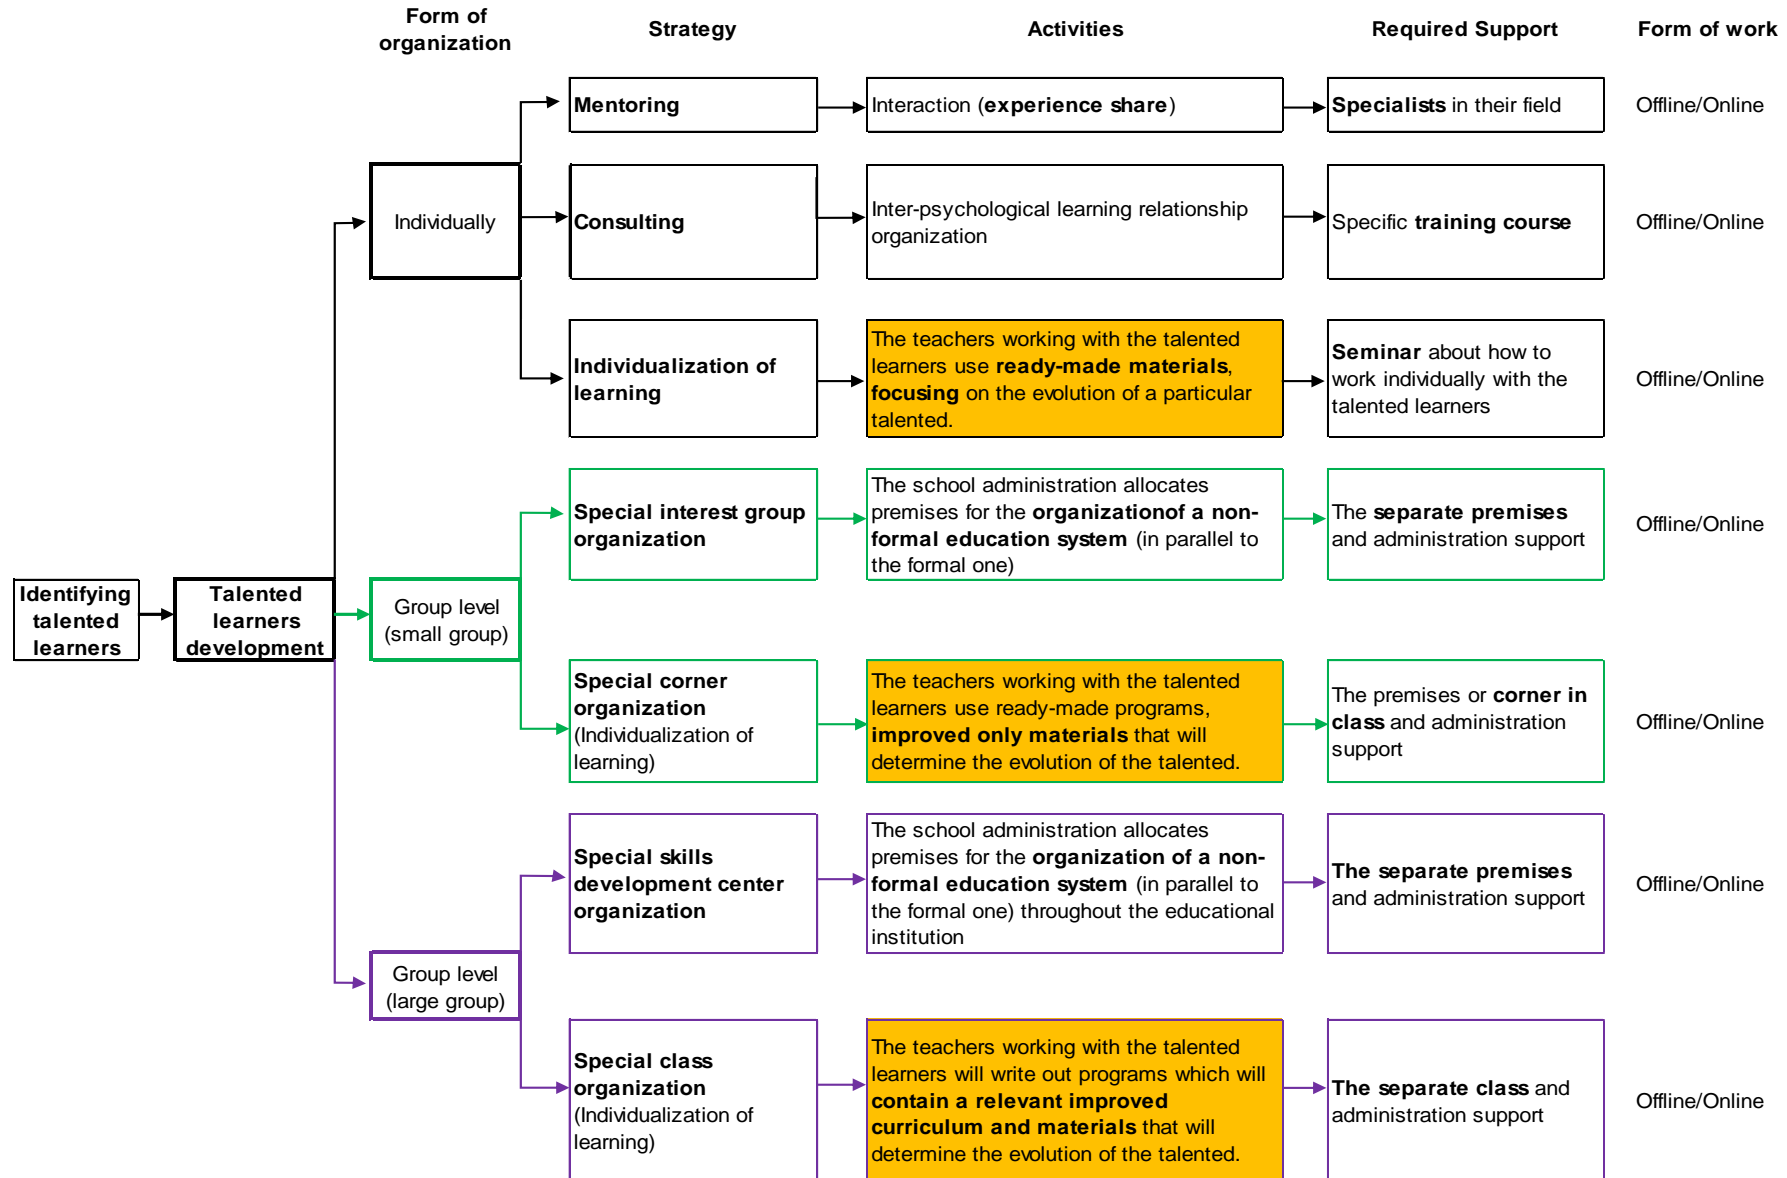 Form of
organization
Strategy
Activities
Required Support
Form of work
Mentoring
Interaction (experience share)
Specialists in their field
Offline/Online
Individually
Consulting
Inter-psychological learning relationship
organization
Specific training course
Offline/Online
Individualization of
learning
The teachers working with the talented
learners use ready-made materials,
focusing on the evolution of a particular
talented.
Seminar about how to
work individually with the
talented learners
Offline/Online
Special interest group
organization
The school administration allocates
premises for the organizationof a non-
formal education system (in parallel to
the formal one)
The separate premises
and administration support
Offline/Online
Identifying
talented
learners
Talented
learners
development
Group level
(small group)
Special corner
organization
(Individualization of
learning)
The teachers working with the talented
learners use ready-made programs,
improved only materials that will
determine the evolution of the talented.
The premises or corner in
class and administration
support
Offline/Online
Special skills
development center
organization
The school administration allocates
premises for the organization of a non-
formal education system (in parallel to
the formal one) throughout the educational
institution
The separate premises
and administration support
Offline/Online
Group level
(large group)
Special class
organization
(Individualization of
learning)
The teachers working with the talented
learners will write out programs which will
contain a relevant improved
curriculum and materials that will
determine the evolution of the talented.
The separate class and
administration support
Offline/Online